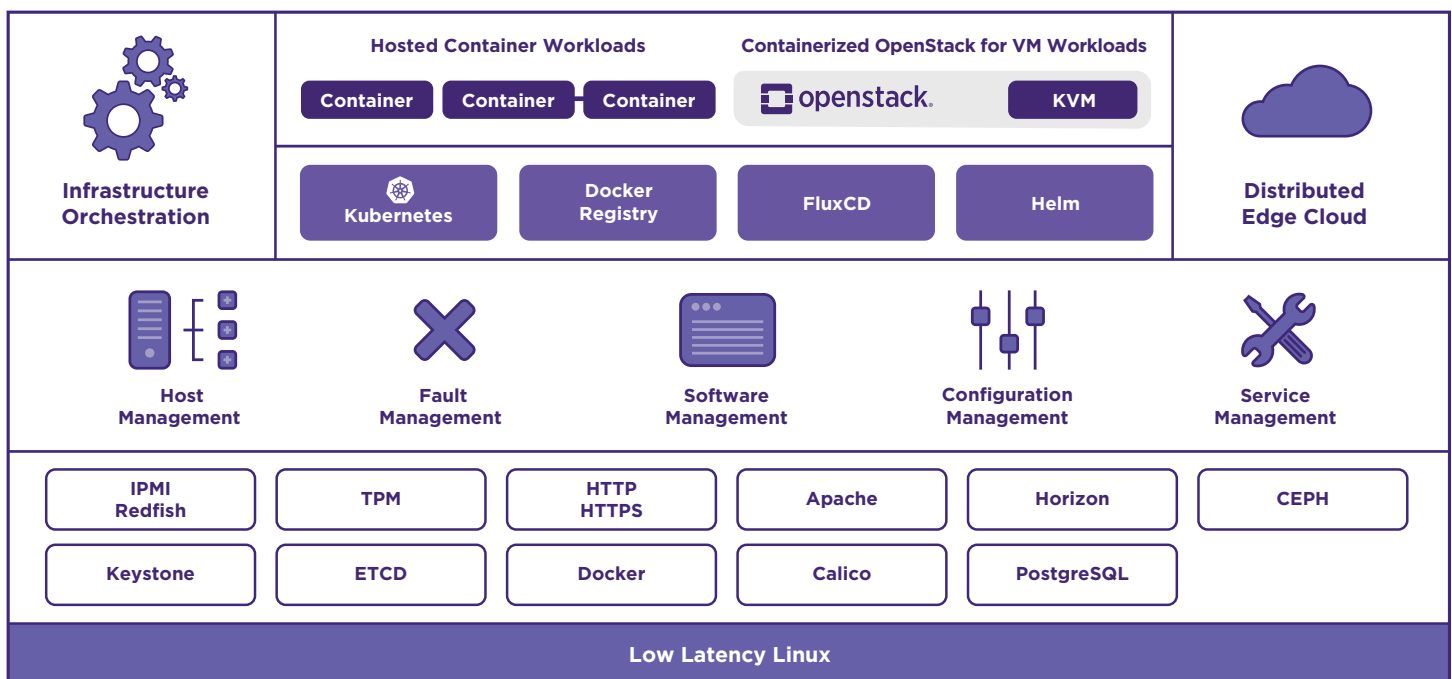 Infrastructure
Orchestration
Hosted Container Workloads
Container
Container
Container
Containerized OpenStack for VM Workloads
openstack.
KVM
Kubernetes
Docker
Registry
FluxCD
Helm
Distributed
Edge Cloud
Host
Management
Fault
Management
Software
Management
Configuration
Management
Service
Management
IPMI
Redfish
TPM
HTTP
HTTPS
Apache
Horizon
CEPH
Keystone
ETCD
Docker
Calico
PostgreSQL
Low Latency Linux